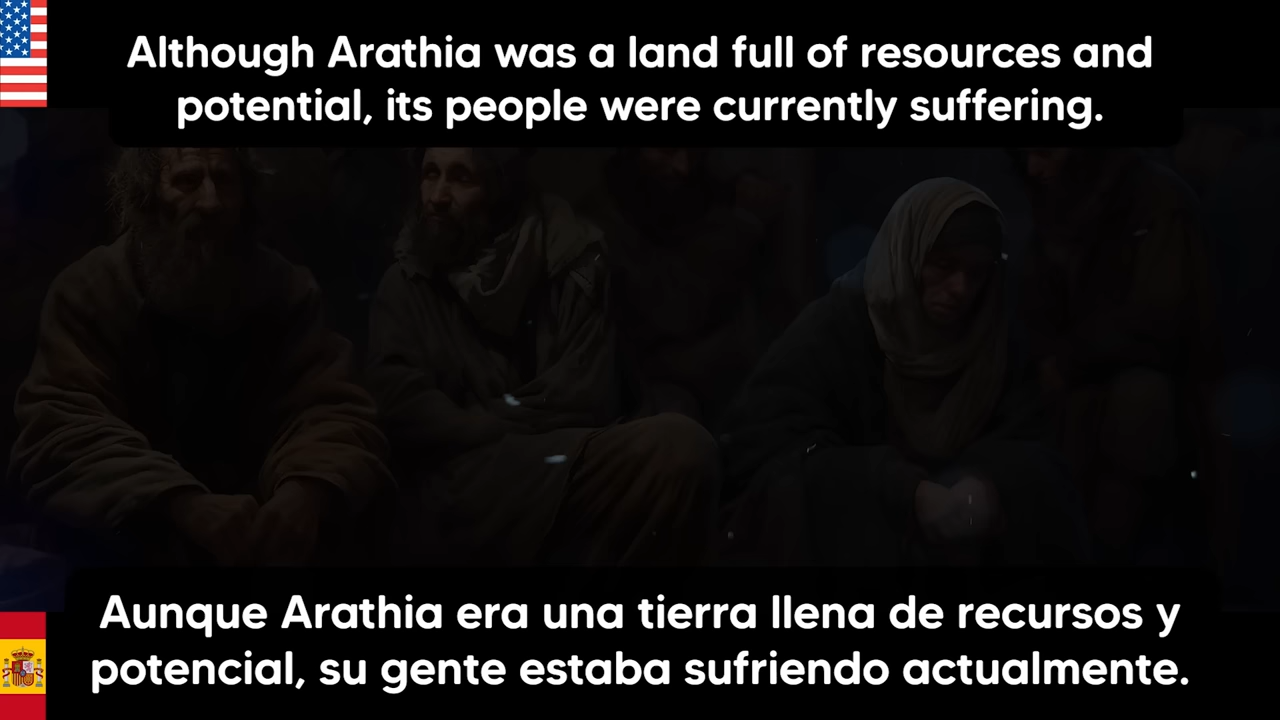 Although Arathia was a land full of resources and
potential, its people were currently suffering.
Aunque Arathia era una tierra llena de recursos y
potencial, su gente estaba sufriendo actualmente.